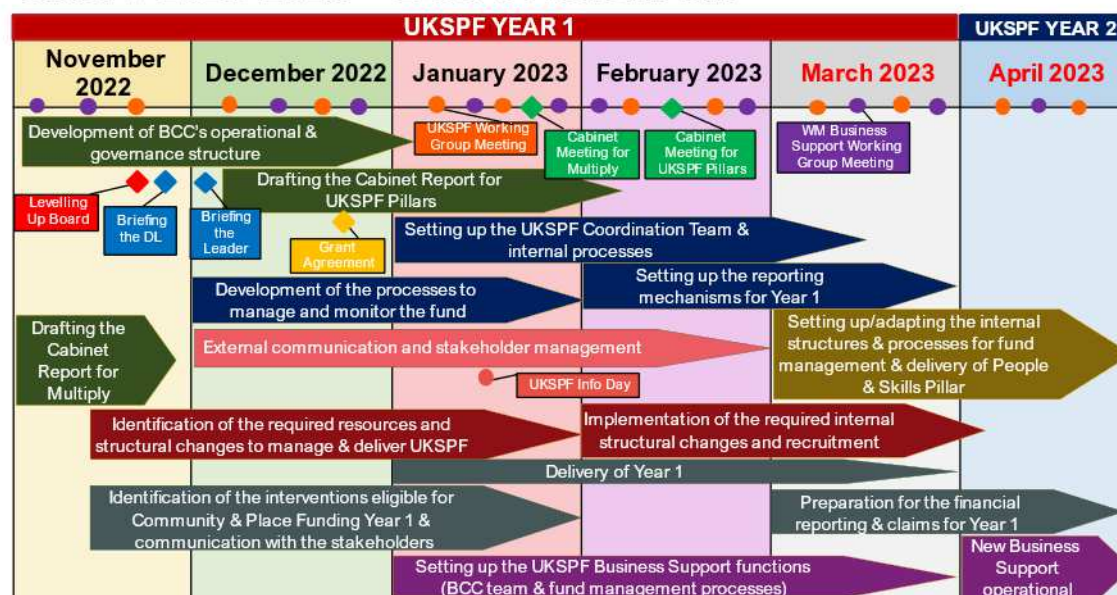 UKSPF YEAR 1
UKSPF YEAR 2
November
2022
December 2022
January 2023
February 2023
March 2023
April 2023
Development of BCC's operational &
governance structure
UKSPF Working
Group Meeting
Cabinet
Meeting for
Multiply
Cabinet
Meeting for
UKSPF Pillars
WM Business
Support Working
Group Meeting
Drafting the Cabinet Report for
UKSPF Pillars
Levelling
Up Board
Briefing
the DL
Briefing
the
Leader
Grant
Agreement
Setting up the UKSPF Coordination Team &
internal processes
Development of the processes to
manage and monitor the fund
Setting up the reporting
mechanisms for Year 1
Drafting the
Cabinet
Report for
Multiply
External communication and stakeholder management
UKSPF Info Day
Setting up/adapting the internal
structures & processes for fund
management & delivery of People
& Skills Pillar
Identification of the required resources and
structural changes to manage & deliver UKSPF
Implementation of the required internal
structural changes and recruitment
Delivery of Year 1
Identification of the interventions eligible for
Community & Place Funding Year 1 &
communication with the stakeholders
Preparation for the financial
reporting & claims for Year 1
Setting up the UKSPF Business Support functions
(BCC team & fund management processes)
New Business
Support
operational